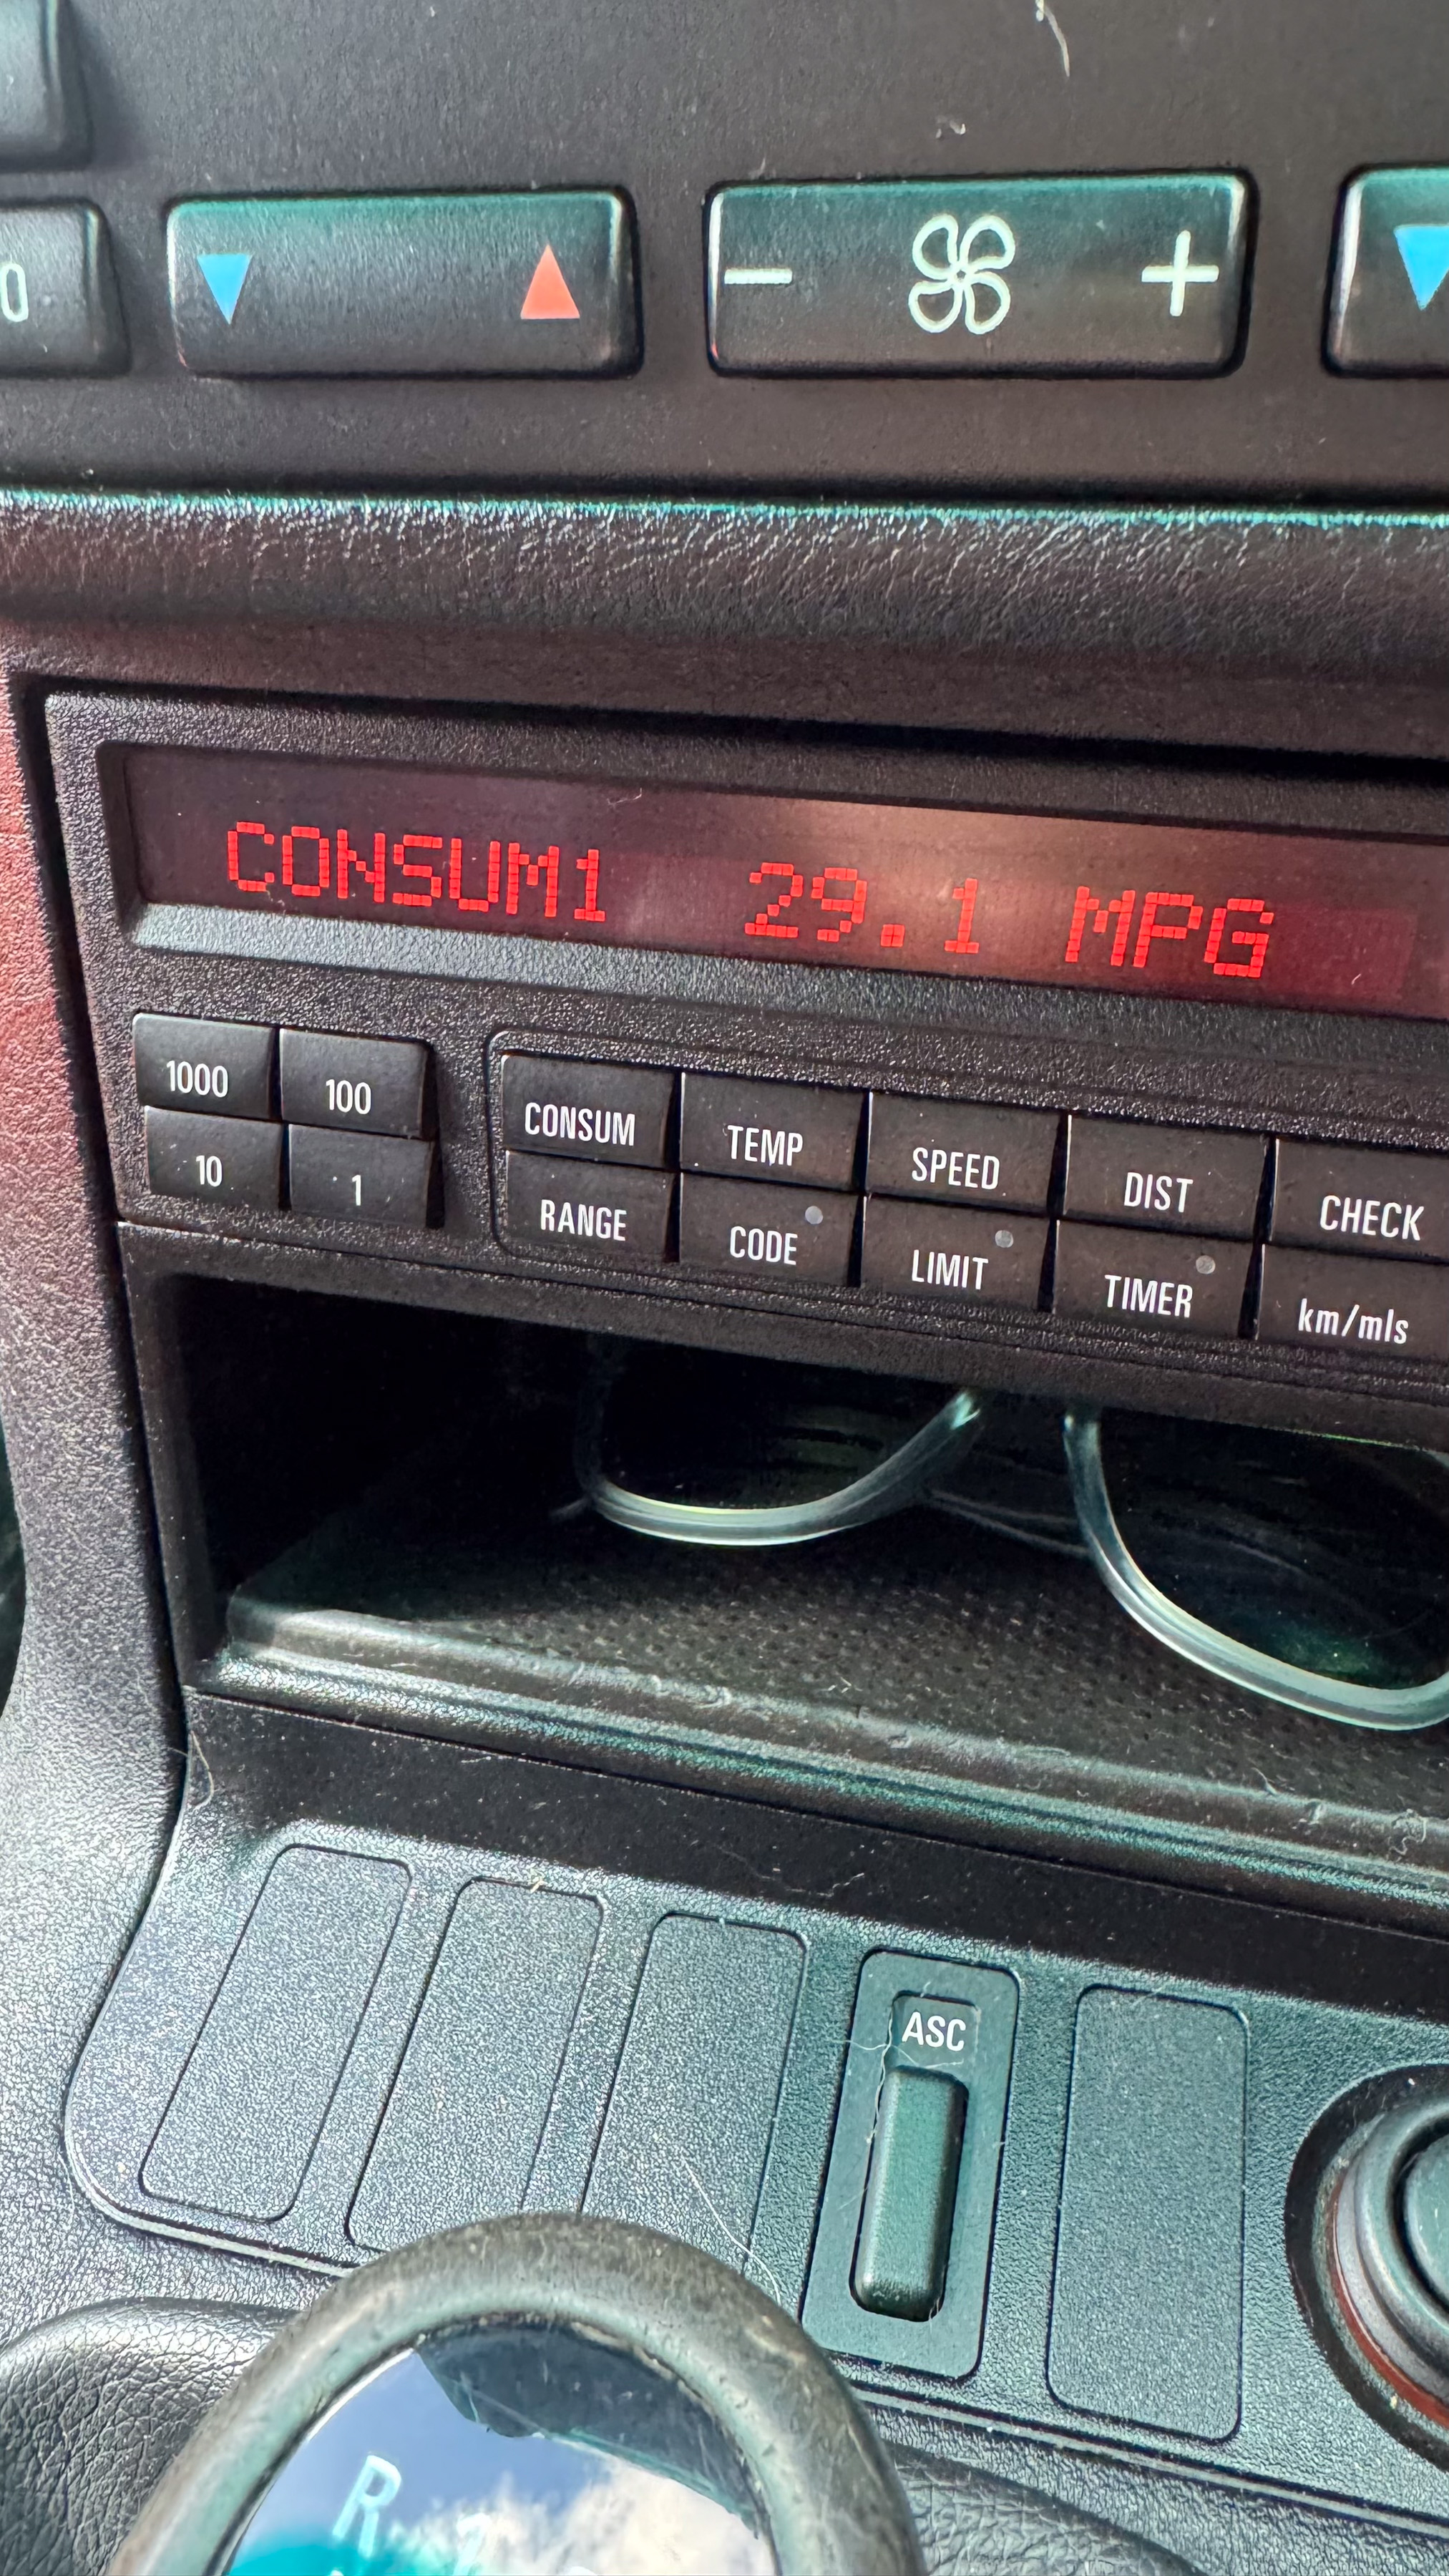 0
CONSUM1 29.1 MPG
1000 100
10 1
CONSUM TEMP SPEED DIST CHECK
RANGE CODE LIMIT TIMER km/mls
ASC
R